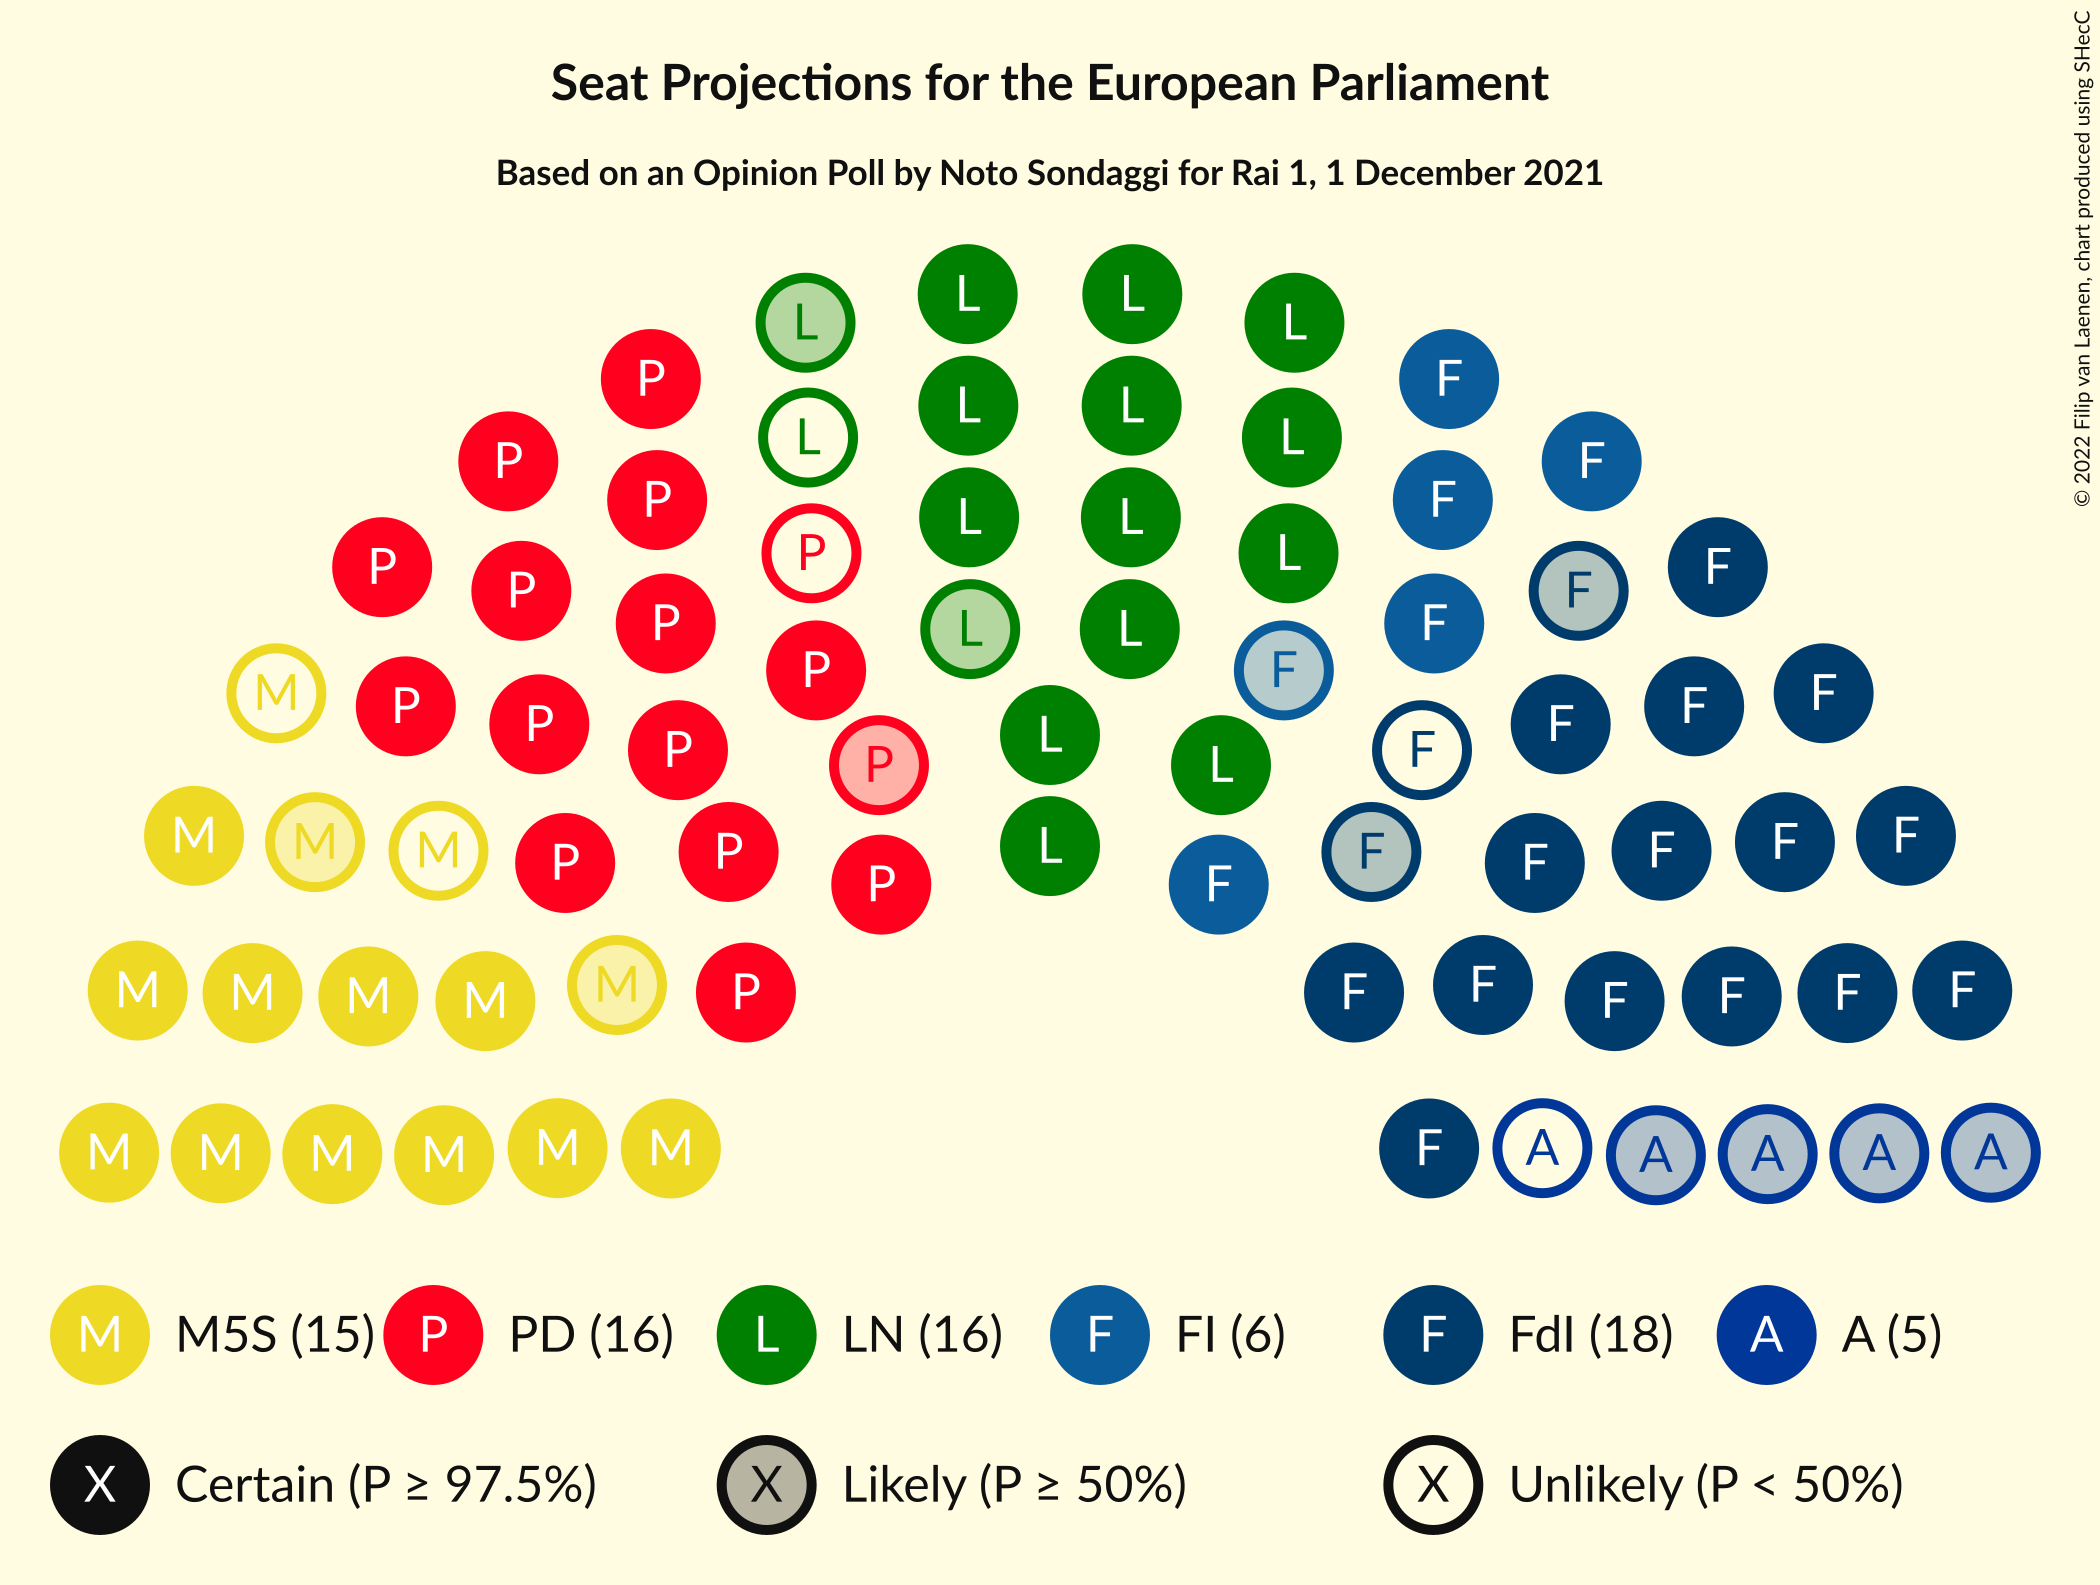 Seat Projections for the European Parliament
Based on an Opinion Poll by Noto Sondaggi for Rai 1, 1 December 2021
© 2022 Filip van Laenen, chart produced using SHecC
L L
L L
P F
L L
L L
P F
P F
L L
P L
P F
P F
P F
L L
P F
M F
P F
P F
P F
L
P L
M F
M F
M F
P F
P F
L
P F
M F
M F
M F
M F
M F
P F
M M M M F A A A A A
M M F
M5S (15) PD (16) LN (16) FI (6) FdI (18) A (5)
M P L F F A
X Certain (P ≥ 97.5%) X Likely (P ≥ 50%) X Unlikely (P < 50%)